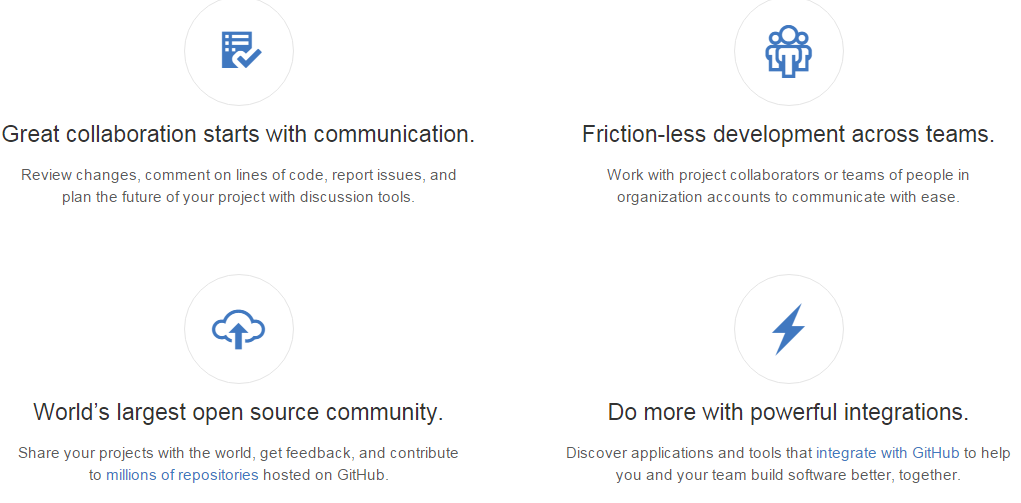 Great collaboration starts with communication.
Review changes, comment on lines of code, report issues, and
plan the future of your project with discussion tools.
Friction-less development across teams.
Work with project collaborators or teams of people in
organization accounts to communicate with ease.
World’s largest open source community.
Share your projects with the world, get feedback, and contribute
to millions of repositories hosted on GitHub.
Do more with powerful integrations.
Discover applications and tools that integrate with GitHub to help
you and your team build software better, together.